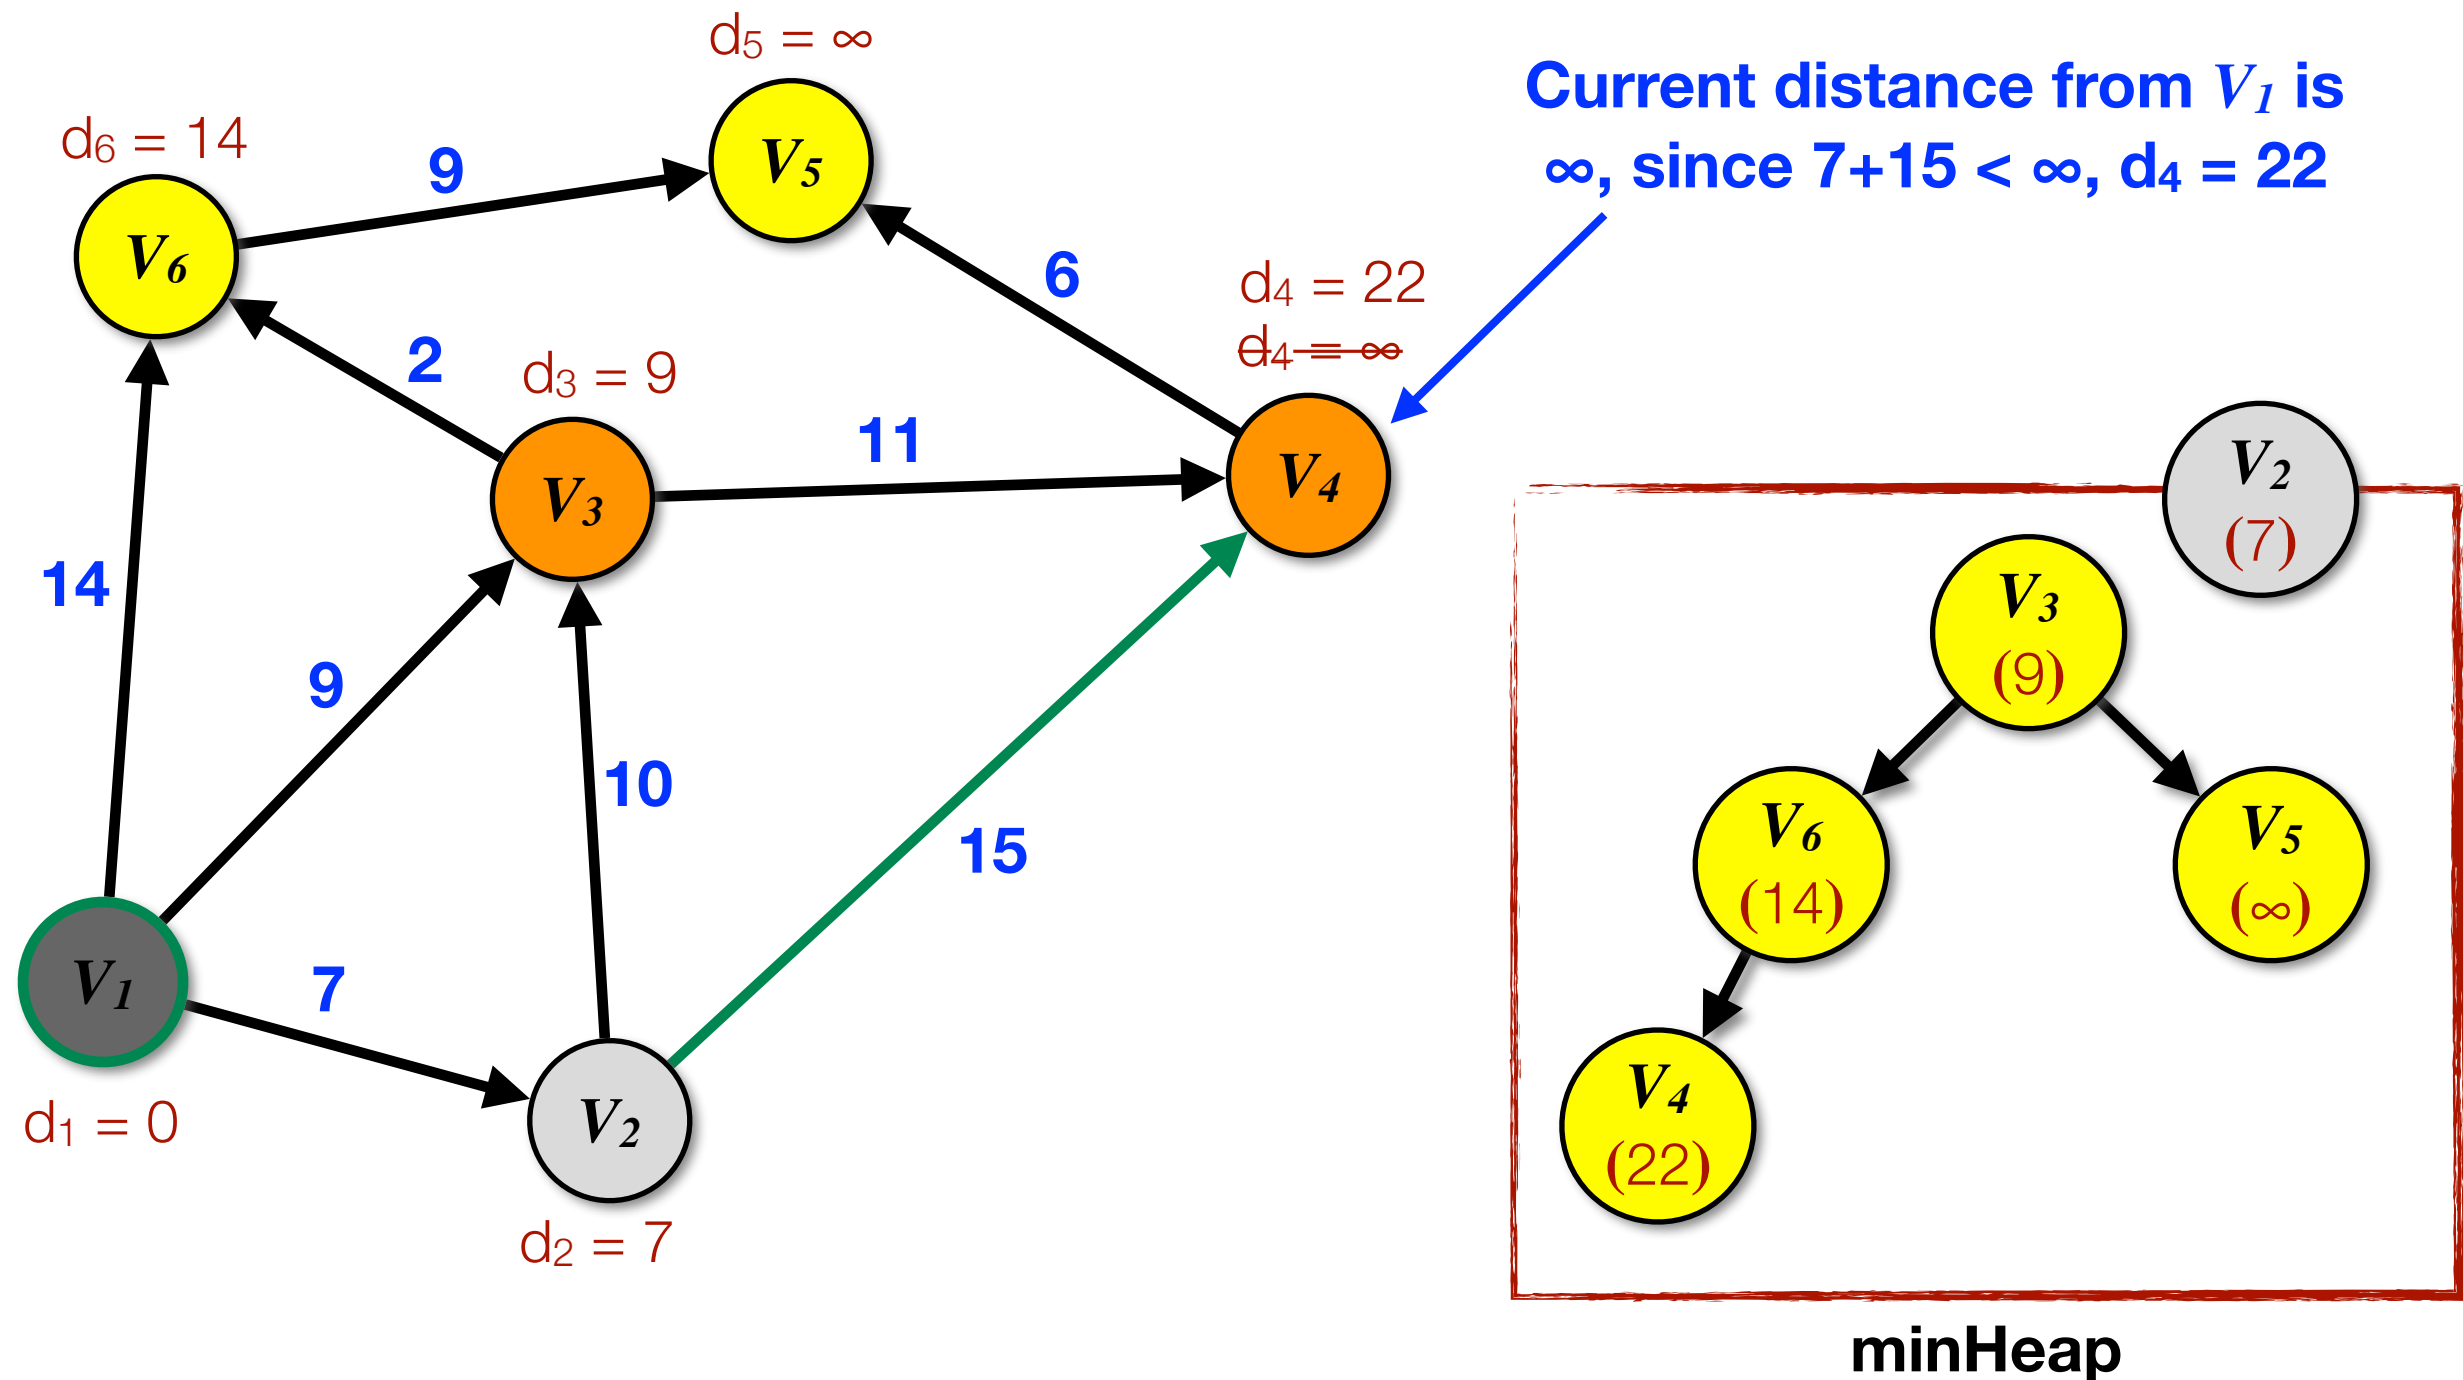 d₅ = ∞
Current distance from V₁ is
∞, since 7+15 < ∞, d₄ = 22
d₆ = 14
9
V₅
V₆
6
d₄ = 22
d₄ = ∞
2
d₃ = 9
11
V₃
V₄
V₂
(7)
14
V₃
(9)
9
10
15
V₆
(14)
V₅
(∞)
V₁
7
V₂
V₄
(22)
d₁ = 0
d₂ = 7
minHeap